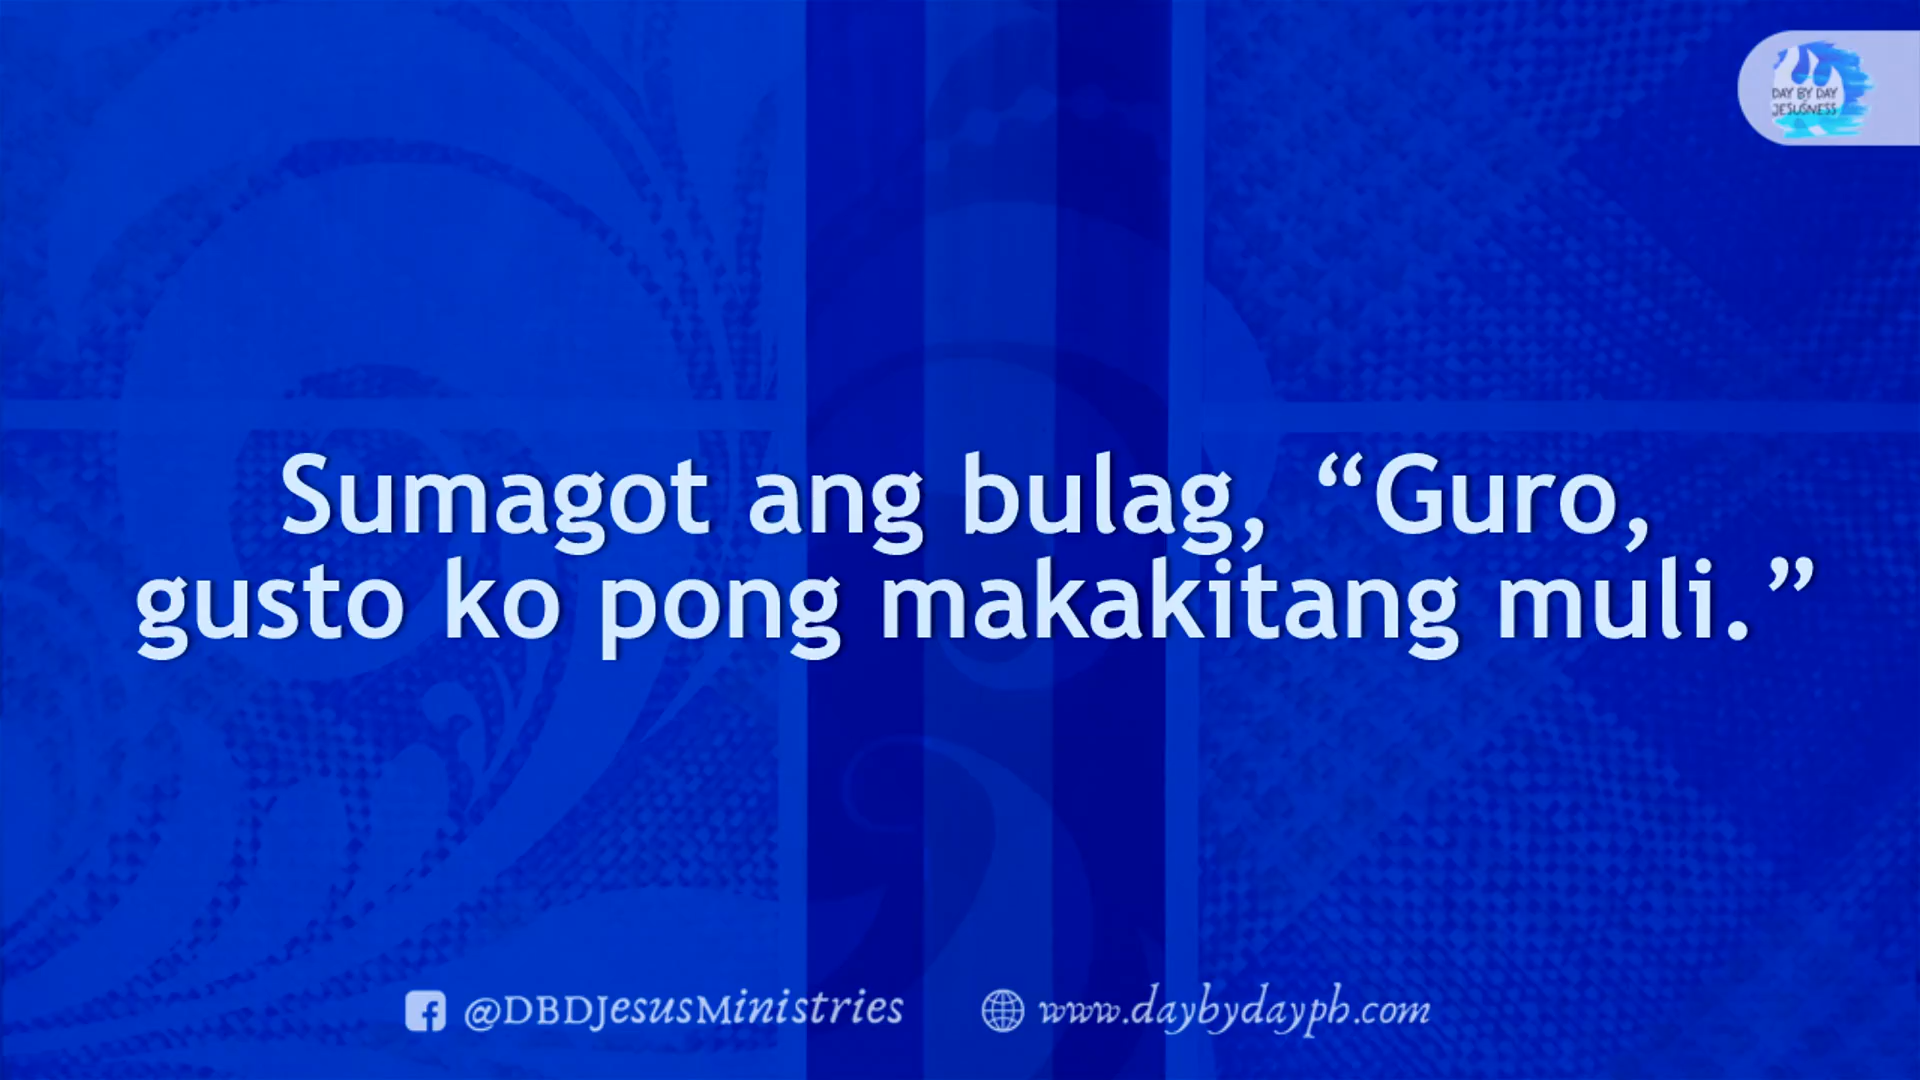 DAY BY DAY
JESUSNESS
Sumagot ang bulag, “Guro,
gusto ko pong makakitang muli.”
@DBDJesusMinistries
www.daybydayph.com